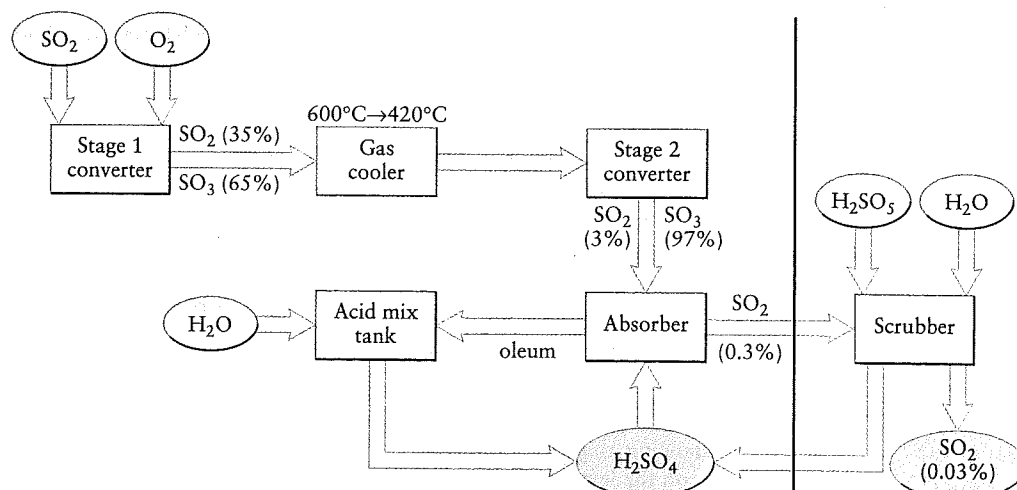 SO₂
O₂
600°C→420°C
Stage 1
converter
SO₂ (35%)
SO₃ (65%)
Gas
cooler
Stage 2
converter
SO₂
(3%)
SO₃
(97%)
H₂SO₅
H₂O
H₂O
Acid mix
tank
oleum
Absorber
SO₂
(0.3%)
Scrubber
H₂SO₄
SO₂
(0.03%)